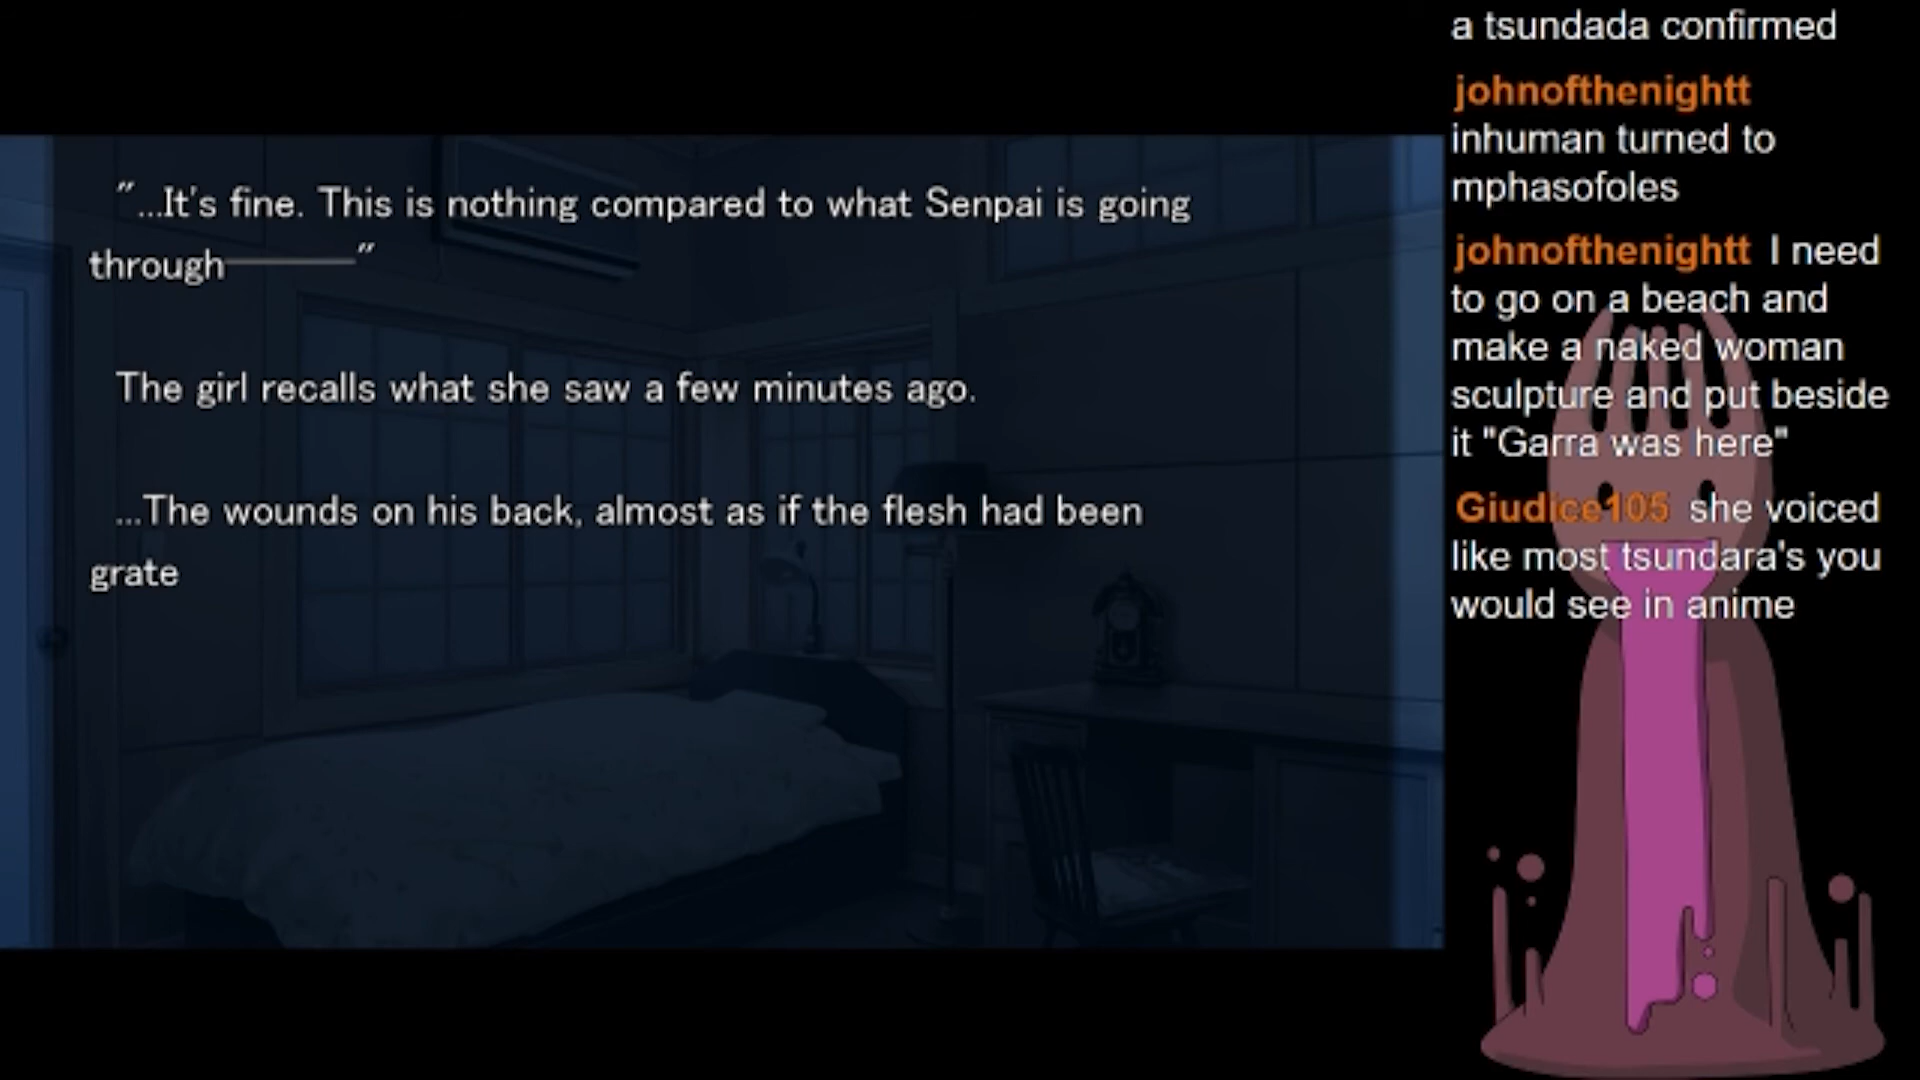 "...It's fine. This is nothing compared to what Senpai is going
through———"
The girl recalls what she saw a few minutes ago.
...The wounds on his back, almost as if the flesh had been
grate
a tsundada confirmed
johnofthenightt
inhuman turned to
mphasofoles
johnofthenightt I need
to go on a beach and
make a naked woman
sculpture and put beside
it "Garra was here"
Giudice105 she voiced
like most tsundara's you
would see in anime